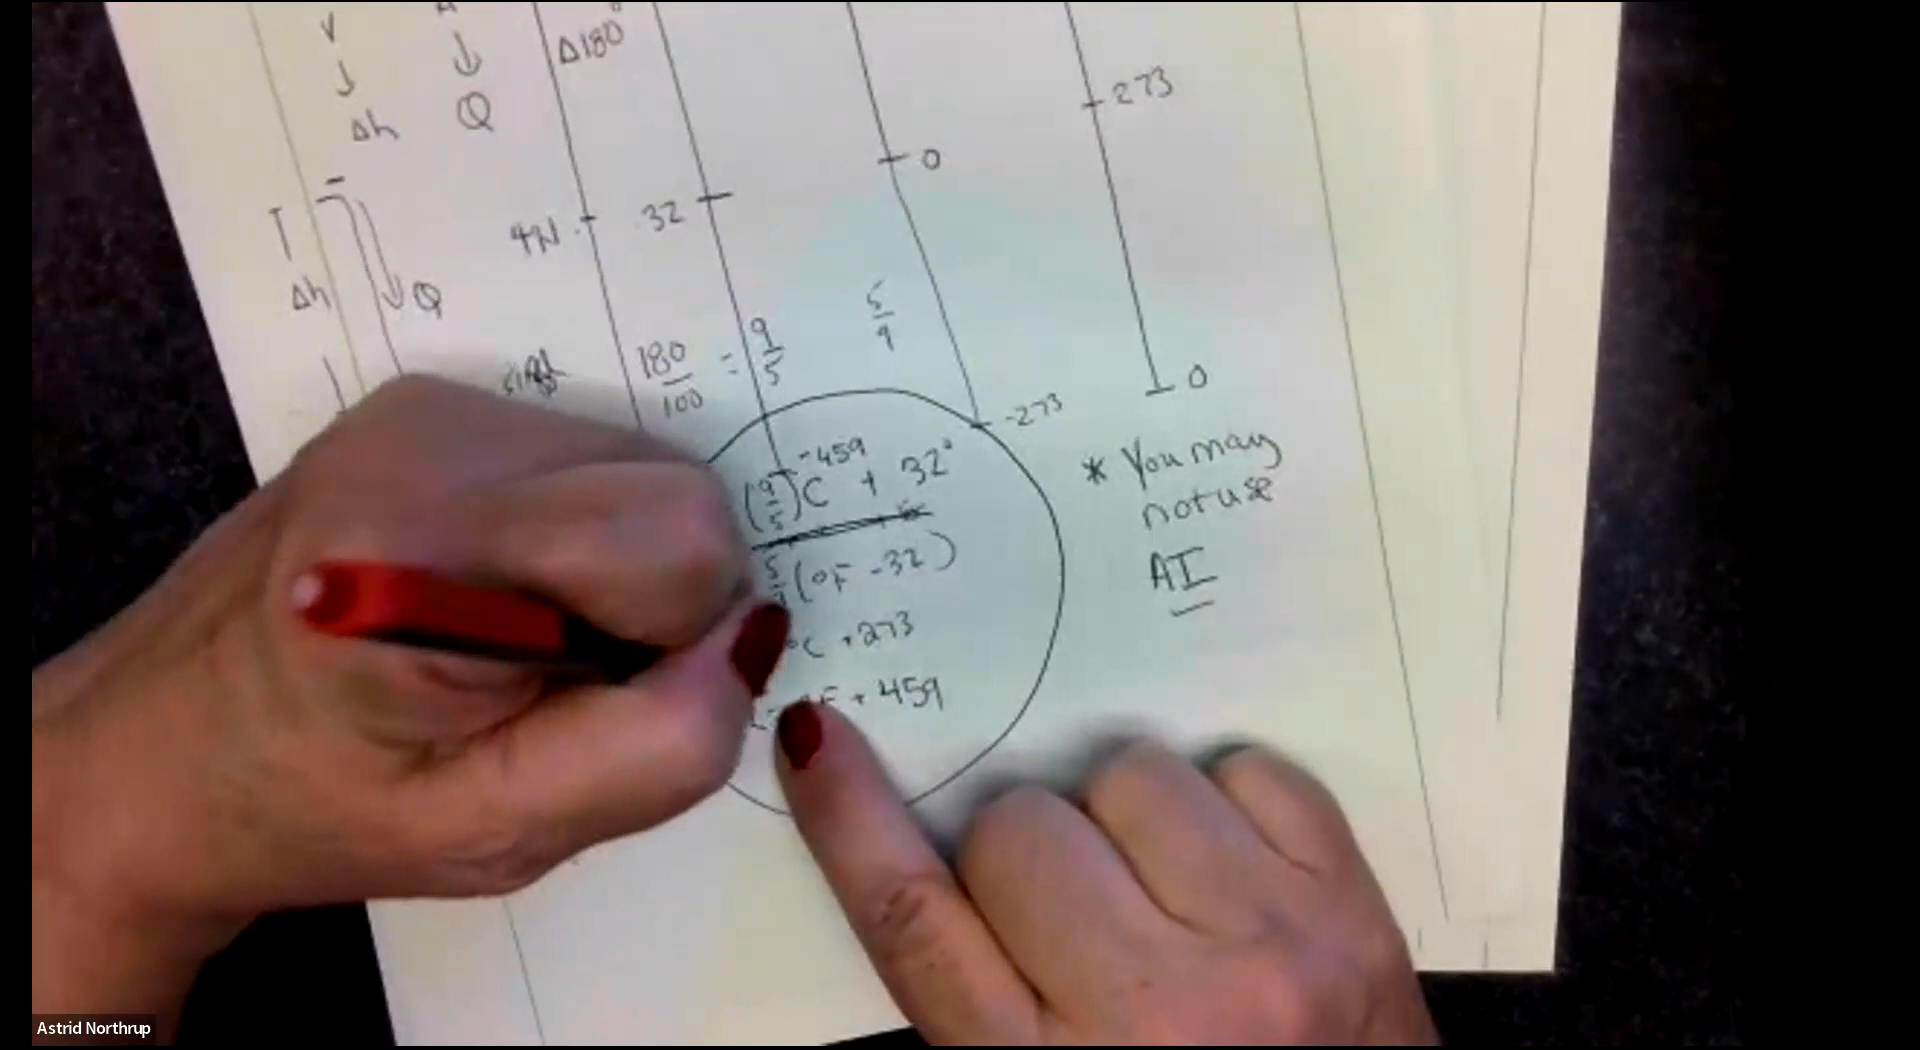 Δ180°
Δh
Q
273
0
32
T
Δh
Q
5/9
180/100 = 9/5
0
-273
-459
(9/5)C + 32°
5/9(°F - 32)
°C + 273
°F + 459
* You may
not use
AI
Astrid Northrup